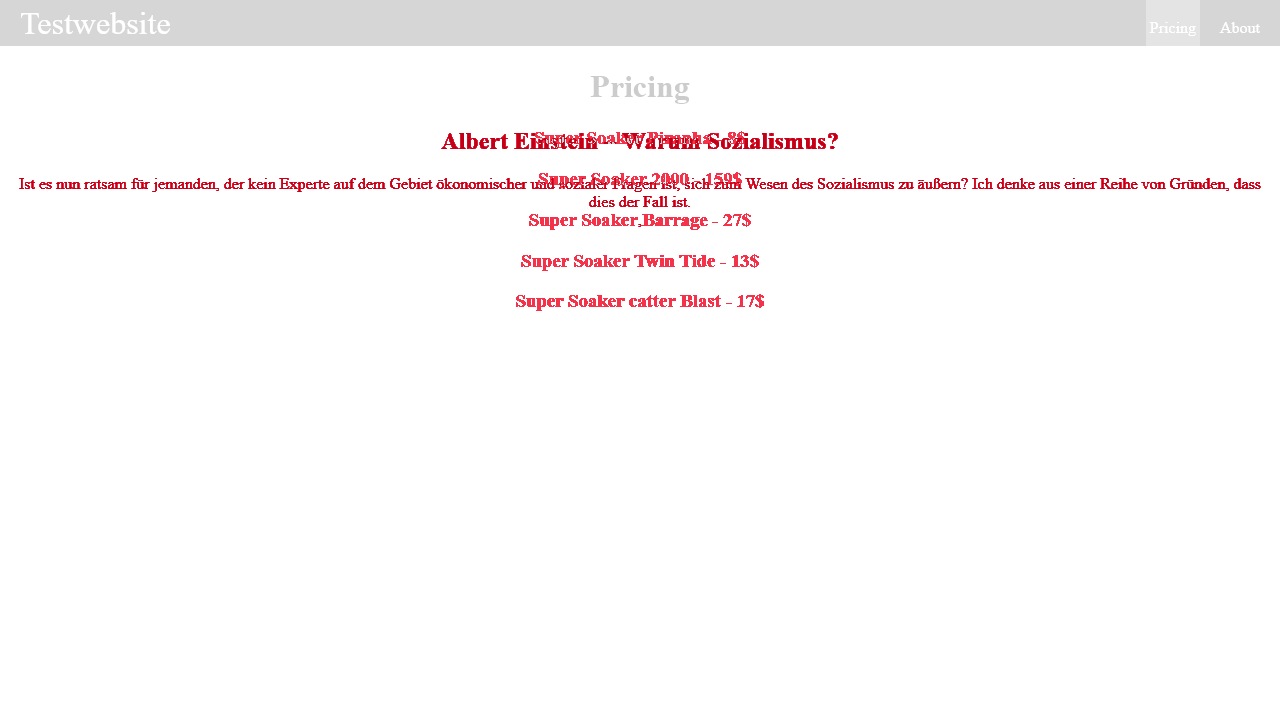 Testwebsite
Pricing
About
Pricing
Super Soaker Piranha - 8$
Albert Einstein - Warum Sozialismus?
Super Soaker 2000 - 159$
Ist es nun ratsam für jemanden, der kein Experte auf dem Gebiet ökonomischer und sozialer Fragen ist, sich zum Wesen des Sozialismus zu äußern? Ich denke aus einer Reihe von Gründen, dass
dies der Fall ist.
Super Soaker,Barrage - 27$
Super Soaker Twin Tide - 13$
Super Soaker catter Blast - 17$